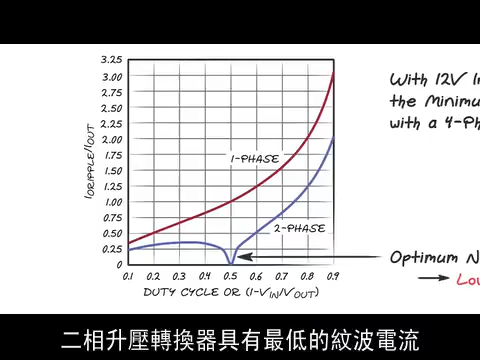 3.25
3.00
2.75
2.50
2.25
2.00
1.75
1.50
1.25
1.00
0.75
0.50
0.25
0
IORIPPLE/IOUT
1-PHASE
2-PHASE
0.1 0.2 0.3 0.4 0.5 0.6 0.7 0.8 0.9
DUTY CYCLE OR (1-VIN/VOUT)
With 12V
the Minimu
with a 4-Ph
Optimum N
Lo
二相升壓轉換器具有最低的紋波電流